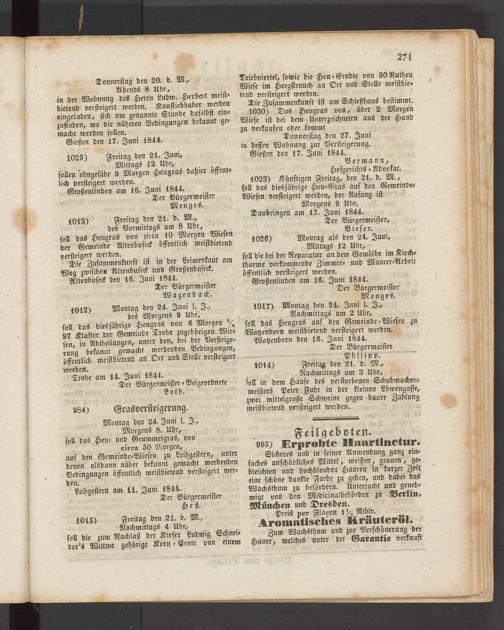 271
Donnerstag den 20. d. M.,
Abends 8 Uhr,
in der Wohnung des Herrn Ludw. Herbert meist-
bietend versteigert werden. Kaufliebhaber werden
eingeladen, sich um genannte Stunde daselbst ein-
zufinden, wo die näheren Bedingungen bekannt ge-
macht werden sollen.
Gießen den 17. Juni 1844.
1025) Freitag den 21. Juni,
Mittags 12 Uhr,
sollen ohngefähr 9 Morgen Heugras dahier öffent-
lich versteigert werden.
Großenlinden am 16. Juni 1844.
Der Bürgermeister
Menges.
1013) Freitag den 21. d. M.,
des Vormittags um 8 Uhr,
soll das Heugras von circa 10 Morgen Wiesen
der Gemeinde Altenbuseck öffentlich meistbietend
versteigert werden.
Die Zusammenkunft ist in der Leimenkaut am
Weg zwischen Altenbuseck und Großenbuseck.
Altenbuseck den 16. Juni 1844.
Der Bürgermeister
Wagenbach.
1012) Montag den 24. Juni l. J.,
des Morgens 9 Uhr,
soll das diesjährige Heugras von 6 Morgen ¼
97 Klafter der Gemeinde Trohe zugehörigen Wie-
sen, in Abtheilungen, unter den, bei der Versteige-
rung bekannt gemacht werdenden Bedingungen,
öffentlich meistbietend an Ort und Stelle versteigert
werden.
Trohe am 14. Juni 1844.
Der Bürgermeister-Beigeordnete
Loth.
984) Grasversteigerung.
Montag den 24. Juni l. J.,
Morgens 8 Uhr,
soll das Heu- und Grummetgras, von
circa 50 Morgen,
auf den Gemeinde-Wiesen zu Leihgestern, unter
denen alsdann näher bekannt gemacht werdenden
Bedingungen öffentlich meistbietend versteigert wer-
den.
Leihgestern am 11. Juni 1844.
Der Bürgermeister
Heß.
1015) Freitag den 21. d. M.,
Nachmittags 4 Uhr,
soll die zum Nachlaß der Kiefer Ludwig Schnei-
der's Wittwe gehörige Korn-Ernte von einem
Triebviertel, sowie die Heu-Erndte von 50 Ruthen
Wiese im Heegstrauch an Ort und Stelle meistbie-
tend versteigert werden.
Die Zusammenkunft ist am Schießhaus bestimmt.
1030) Das Heugras von, über 2 Morgen
Wiese ist bei dem Unterzeichneten aus der Hand
zu verkaufen oder kommt
Donnerstag den 27. Juni
in dessen Wohnung zur Versteigerung.
Gießen den 17. Juni 1844.
Bermann,
Hofgerichts-Advokat.
1023) Künftigen Freitag, den 21. d. M.,
soll das diesjährige Heu-Gras auf den Gemeinde-
Wiesen versteigert werden, der Anfang ist
Morgens 9 Uhr.
Daubringen am 17. Juni 1844.
Der Bürgermeister,
1026) Montag als den 24. Juni,
Mittags 12 Uhr,
soll die bei der Reparatur an dem Gewölbe im Kirch-
thurme vorkommende Zimmer- und Maurer-Arbeit
öffentlich versteigert werden.
Großenlinden am 16. Juni 1844.
Der Bürgermeister
Menges.
1017) Montag den 24. Juni l. J.,
Nachmittags um 2 Uhr,
soll das Heugras auf den Gemeinde-Wiesen zu
Watzenborn meistbietend versteigert werden.
Watzenborn den 16. Juni 1844.
Der Bürgermeister
Philipp.
1014) Freitag den 21. d. M.,
Nachmittags um 3 Uhr,
soll in dem Hause des verstorbenen Schuhmacher-
meisters Peter Fuhr in der kleinen Löwengasse,
zwei mittelgroße Schweine gegen baare Zahlung
meistbietend versteigert werden.
Feilgeboten.
995) Erprobte Haartinctur.
Sicheres und in seiner Anwendung ganz ein-
faches unschädliches Mittel, weißen, grauen, ge-
bleichten und hochblonden Haaren in kurzer Zeit
eine schöne dunkle Farbe zu geben, und dabei das
Wachsthum zu befördern. Untersucht und geneh-
migt von den Medicinalbehörden zu Berlin,
München und Dresden.
Preis per Flacon 1⅓ Rthlr.
Aromatisches Kräuteröl.
Zum Wachsthum und zur Verschönerung der
Haare, welches unter der Garantie verkauft